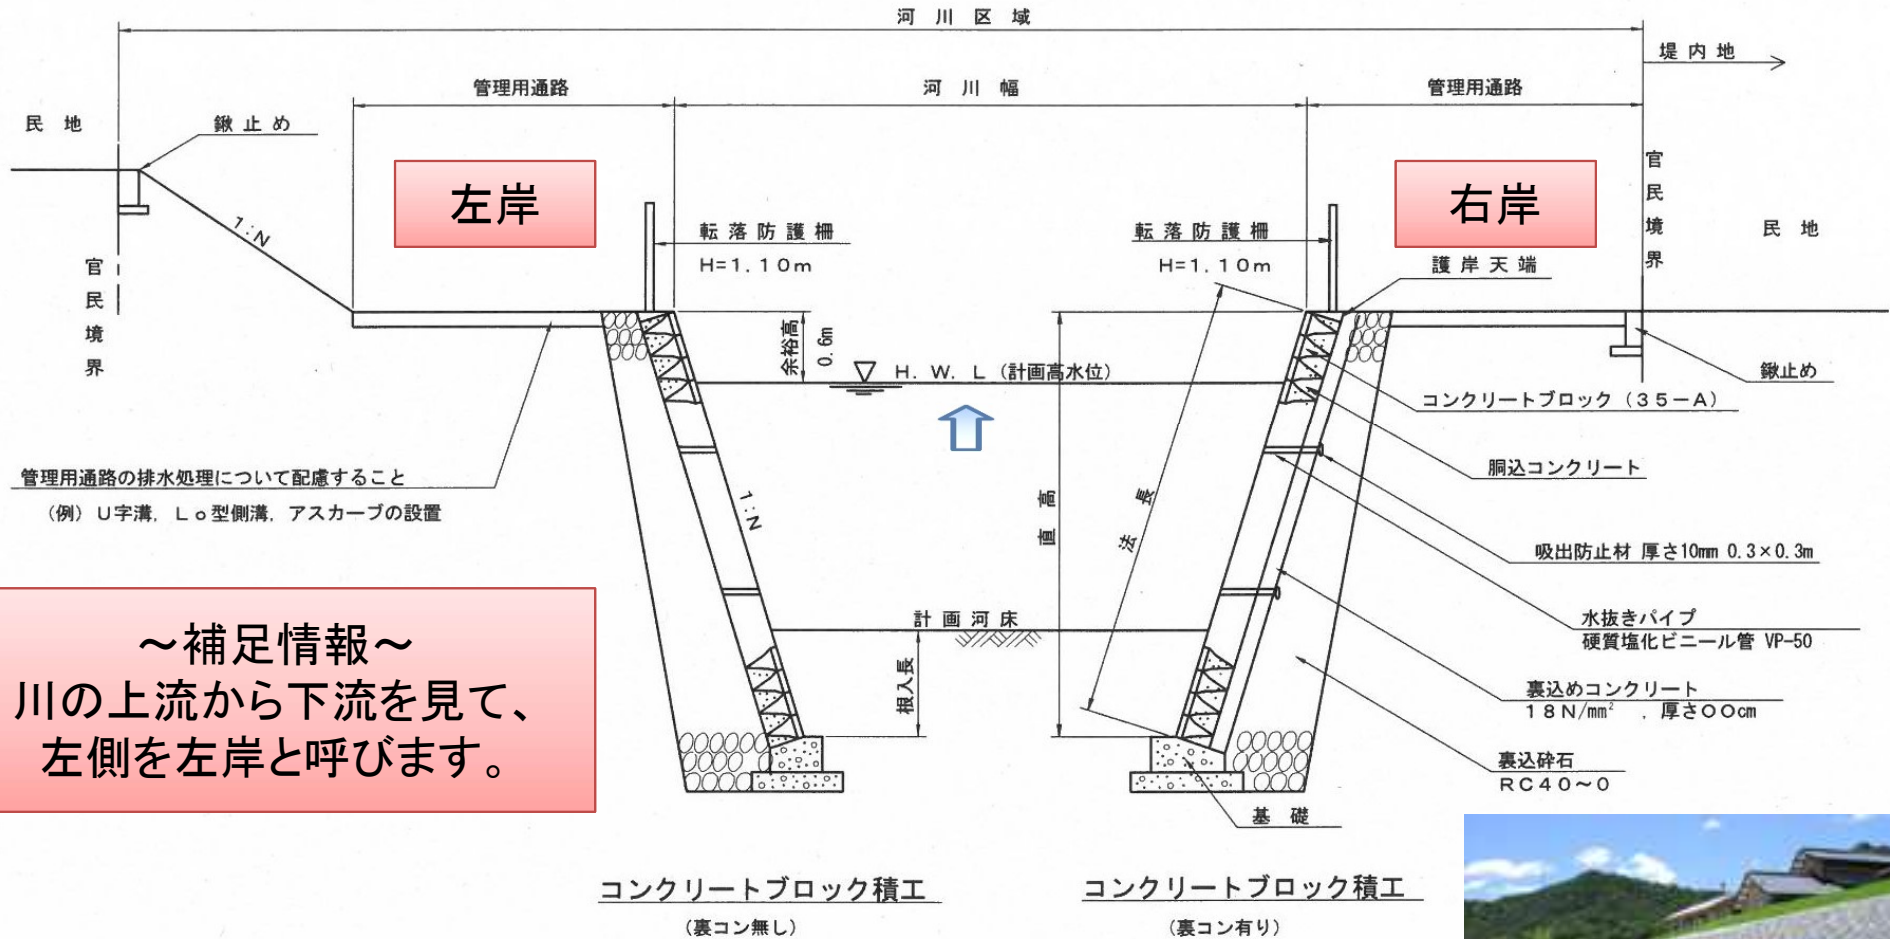 河川区域
堤内地
管理用通路
河川幅
管理用通路
民地
鍬止め
左岸
右岸
官民境界
民地
1:N
転落防護柵
H=1.10m
転落防護柵
H=1.10m
護岸天端
官民境界
余裕高
0.6m
H.W.L(計画高水位)
鍬止め
コンクリートブロック(35-A)
管理用通路の排水処理について配慮すること
(例)U字溝,Lo型側溝,アスカーブの設置
胴込コンクリート
1:N
直高
法長
吸出防止材 厚さ10mm 0.3×0.3m
計画河床
水抜きパイプ
硬質塩化ビニール管 VP-50
~補足情報~
川の上流から下流を見て、
左側を左岸と呼びます。
根入長
裏込めコンクリート
18N/mm²,厚さ〇〇cm
裏込砕石
RC40~0
基礎
コンクリートブロック積工
(裏コン無し)
コンクリートブロック積工
(裏コン有り)